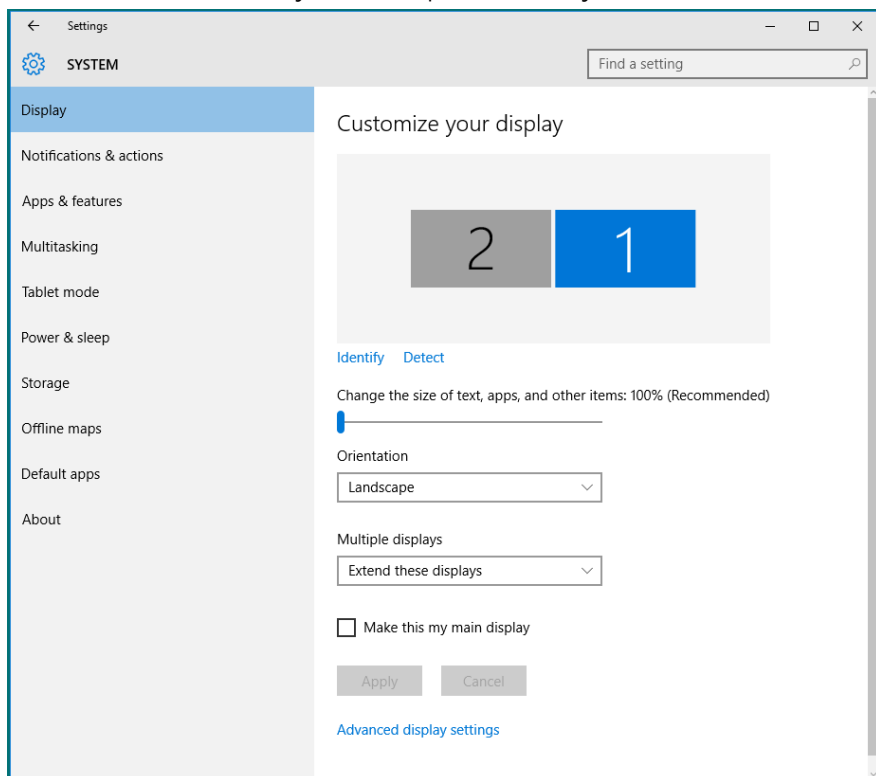 Settings
SYSTEM
Find a setting
Display
Notifications & actions
Apps & features
Multitasking
Tablet mode
Power & sleep
Storage
Offline maps
Default apps
About
Customize your display
2 1
Identify Detect
Change the size of text, apps, and other items: 100% (Recommended)
Orientation
Landscape
Multiple displays
Extend these displays
Make this my main display
Apply Cancel
Advanced display settings